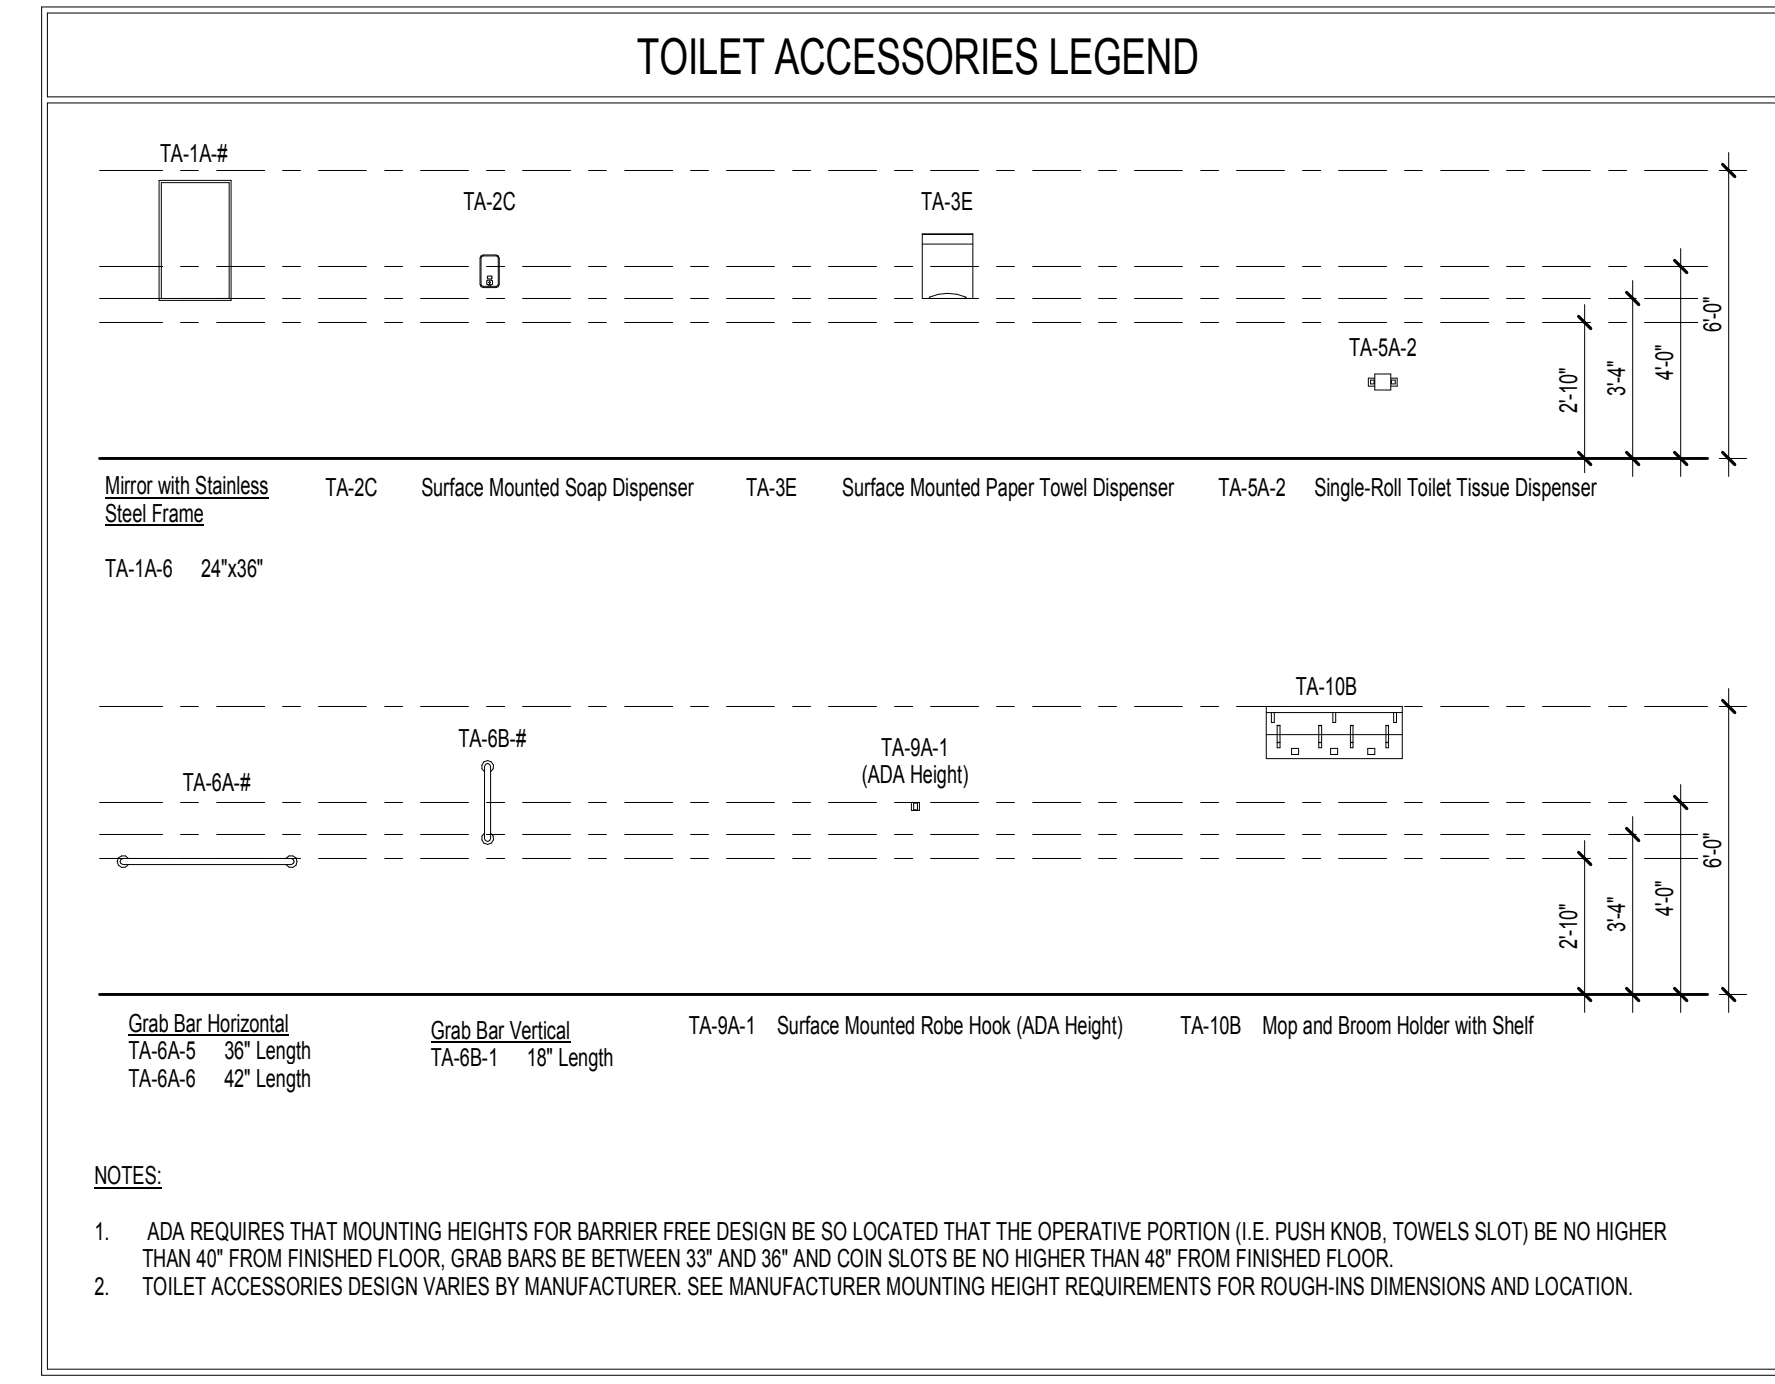 TOILET ACCESSORIES LEGEND
TA-1A-#
TA-2C
TA-3E
TA-5A-2
2'-10"
3'-4"
4'-0"
6'-0"
Mirror with Stainless
Steel Frame
TA-1A-6 24"x36"
TA-2C Surface Mounted Soap Dispenser
TA-3E Surface Mounted Paper Towel Dispenser
TA-5A-2 Single-Roll Toilet Tissue Dispenser
TA-6A-#
TA-6B-#
TA-9A-1
(ADA Height)
TA-10B
2'-10"
3'-4"
4'-0"
6'-0"
Grab Bar Horizontal
TA-6A-5 36" Length
TA-6A-6 42" Length
Grab Bar Vertical
TA-6B-1 18" Length
TA-9A-1 Surface Mounted Robe Hook (ADA Height)
TA-10B Mop and Broom Holder with Shelf
NOTES:
1. ADA REQUIRES THAT MOUNTING HEIGHTS FOR BARRIER FREE DESIGN BE SO LOCATED THAT THE OPERATIVE PORTION (I.E. PUSH KNOB, TOWELS SLOT) BE NO HIGHER
THAN 40" FROM FINISHED FLOOR, GRAB BARS BE BETWEEN 33" AND 36" AND COIN SLOTS BE NO HIGHER THAN 48" FROM FINISHED FLOOR.
2. TOILET ACCESSORIES DESIGN VARIES BY MANUFACTURER. SEE MANUFACTURER MOUNTING HEIGHT REQUIREMENTS FOR ROUGH-INS DIMENSIONS AND LOCATION.